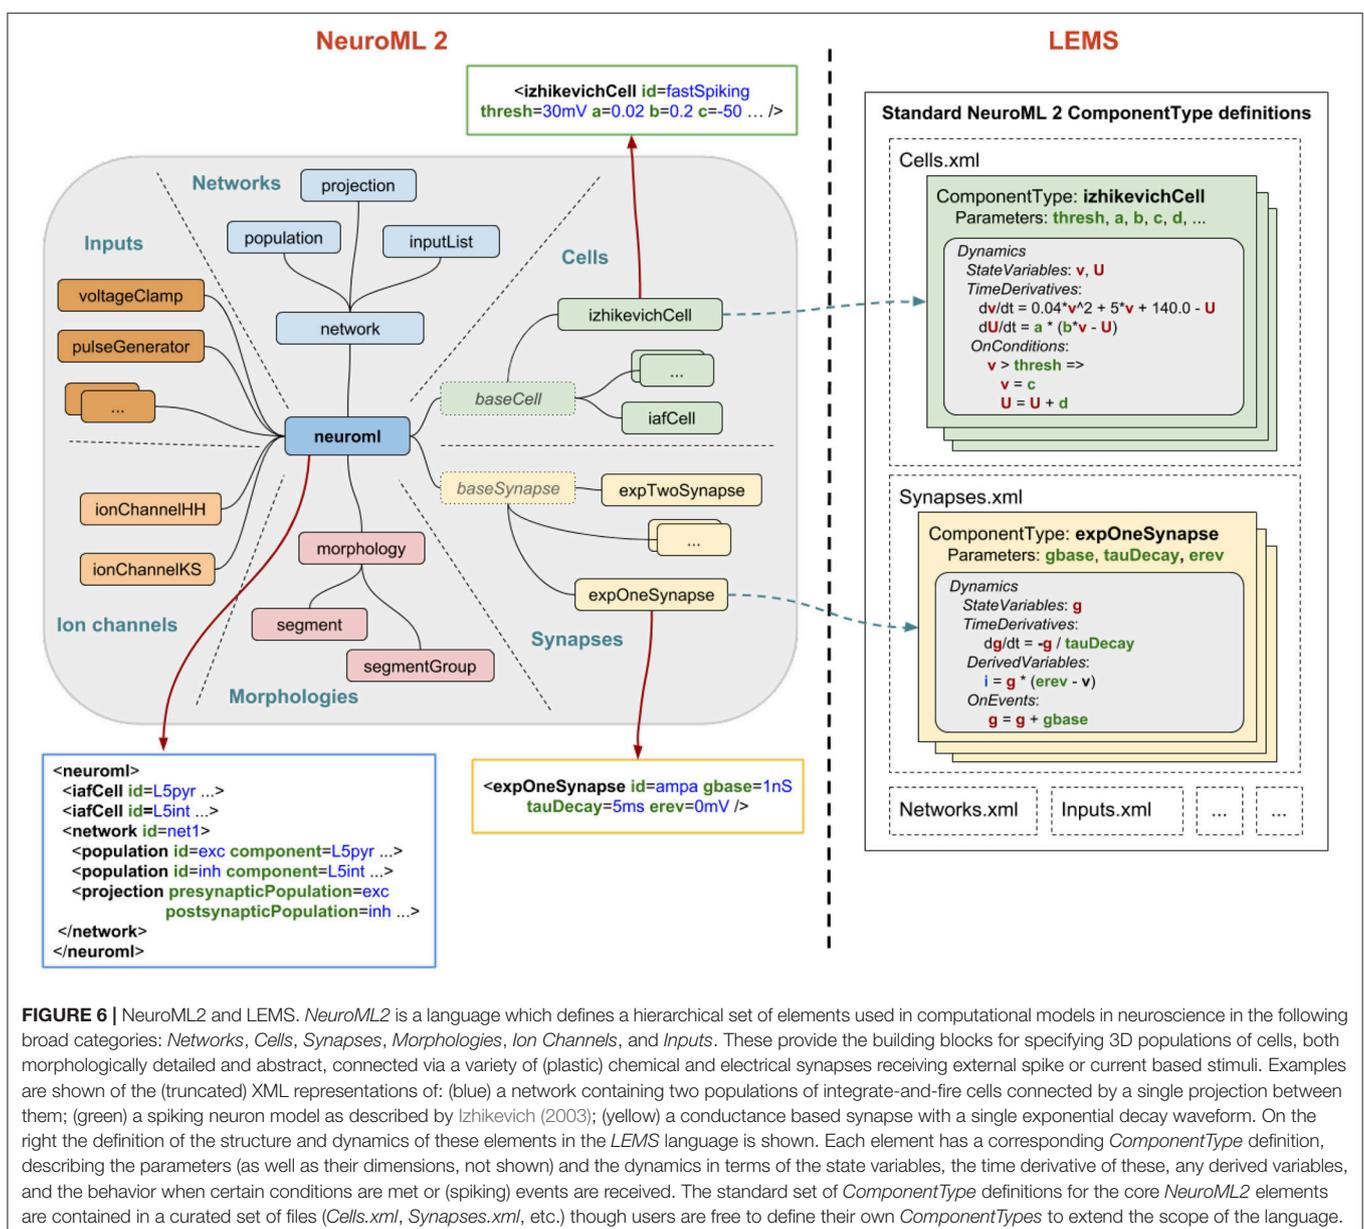 NeuroML 2
LEMS
<izhikevichCell id=fastSpiking
thresh=30mV a=0.02 b=0.2 c=-50 ... />
Networks
projection
population
inputList
network
Inputs
voltageClamp
pulseGenerator
...
Cells
izhikevichCell
...
baseCell
iafCell
neuroml
baseSynapse
expTwoSynapse
...
expOneSynapse
Synapses
ionChannelHH
ionChannelKS
Ion channels
morphology
segment
segmentGroup
Morphologies
<neuroml>
<iafCell id=L5pyr ...>
<iafCell id=L5int ...>
<network id=net1>
<population id=exc component=L5pyr ...>
<population id=inh component=L5int ...>
<projection presynapticPopulation=exc
postsynapticPopulation=inh ...>
</network>
</neuroml>
<expOneSynapse id=ampa gbase=1nS
tauDecay=5ms erev=0mV />
Standard NeuroML 2 ComponentType definitions
Cells.xml
ComponentType: izhikevichCell
Parameters: thresh, a, b, c, d, ...
Dynamics
StateVariables: v, U
TimeDerivatives:
dv/dt = 0.04*v^2 + 5*v + 140.0 - U
dU/dt = a * (b*v - U)
OnConditions:
v > thresh =>
v = c
U = U + d
Synapses.xml
ComponentType: expOneSynapse
Parameters: gbase, tauDecay, erev
Dynamics
StateVariables: g
TimeDerivatives:
dg/dt = -g / tauDecay
DerivedVariables:
i = g * (erev - v)
OnEvents:
g = g + gbase
Networks.xml
Inputs.xml
...
...
FIGURE 6 | NeuroML2 and LEMS. NeuroML2 is a language which defines a hierarchical set of elements used in computational models in neuroscience in the following
broad categories: Networks, Cells, Synapses, Morphologies, Ion Channels, and Inputs. These provide the building blocks for specifying 3D populations of cells, both
morphologically detailed and abstract, connected via a variety of (plastic) chemical and electrical synapses receiving external spike or current based stimuli. Examples
are shown of the (truncated) XML representations of: (blue) a network containing two populations of integrate-and-fire cells connected by a single projection between
them; (green) a spiking neuron model as described by Izhikevich (2003); (yellow) a conductance based synapse with a single exponential decay waveform. On the
right the definition of the structure and dynamics of these elements in the LEMS language is shown. Each element has a corresponding ComponentType definition,
describing the parameters (as well as their dimensions, not shown) and the dynamics in terms of the state variables, the time derivative of these, any derived variables,
and the behavior when certain conditions are met or (spiking) events are received. The standard set of ComponentType definitions for the core NeuroML2 elements
are contained in a curated set of files (Cells.xml, Synapses.xml, etc.) though users are free to define their own ComponentTypes to extend the scope of the language.